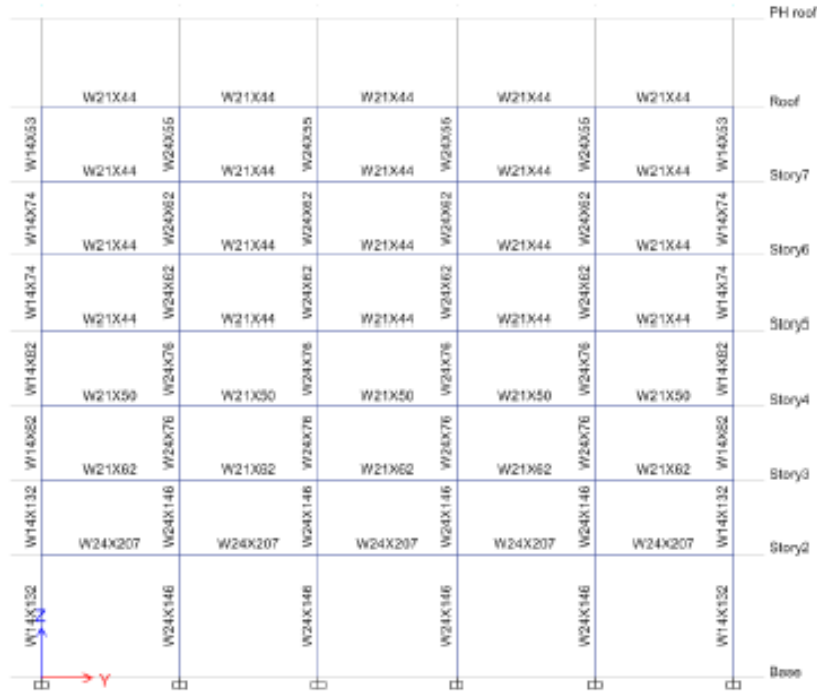 PH roof
W21X44 W21X44 W21X44 W21X44 W21X44
Roof
W14X53 W24X55 W24X55 W24X55 W24X55 W14X53
W21X44 W21X44 W21X44 W21X44 W21X44
Story7
W14X74 W24X62 W24X62 W24X62 W24X62 W14X74
W21X44 W21X44 W21X44 W21X44 W21X44
Story6
W14X74 W24X62 W24X62 W24X62 W24X62 W14X74
W21X44 W21X44 W21X44 W21X44 W21X44
Story5
W14X82 W24X76 W24X76 W24X76 W24X76 W14X82
W21X50 W21X50 W21X50 W21X50 W21X50
Story4
W14X82 W24X76 W24X76 W24X76 W24X76 W14X82
W21X62 W21X62 W21X62 W21X62 W21X62
Story3
W14X132 W24X146 W24X146 W24X146 W24X146 W14X132
W24X207 W24X207 W24X207 W24X207 W24X207
Story2
W14X132 W24X146 W24X146 W24X146 W24X146 W14X132
Z
Y
Base